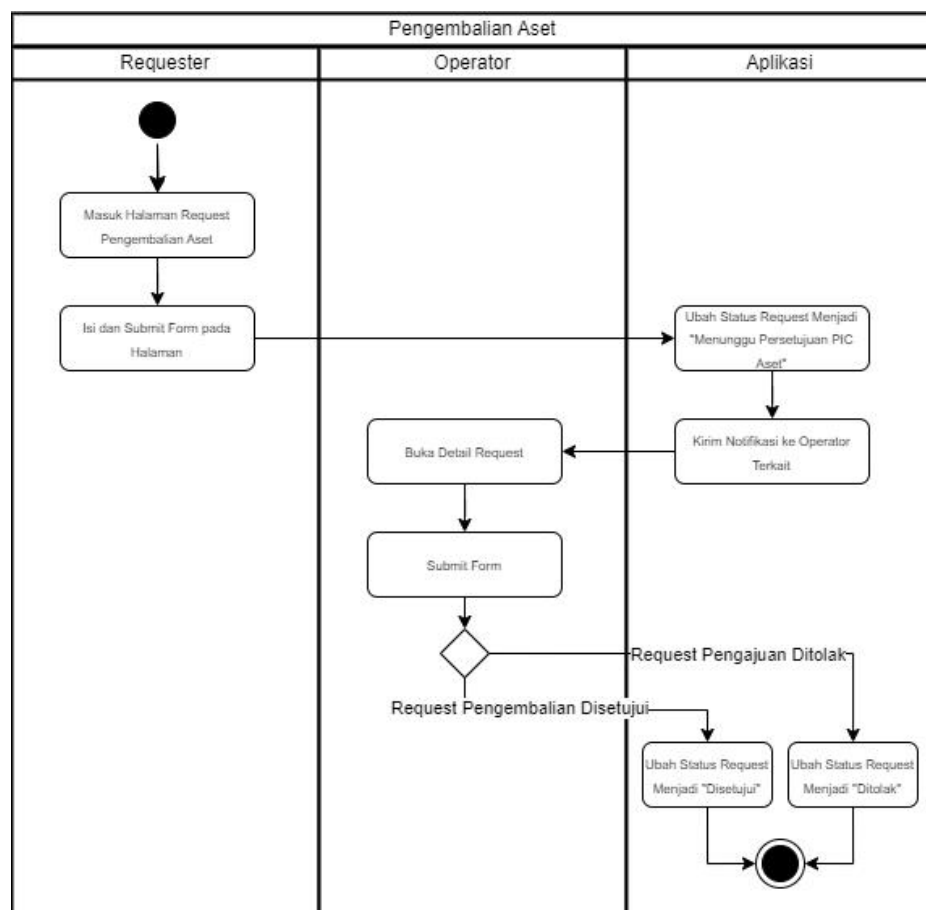 Pengembalian Aset
Requester
Operator
Aplikasi
Masuk Halaman Request
Pengembalian Aset
Isi dan Submit Form pada
Halaman
Ubah Status Request Menjadi
"Menunggu Persetujuan PIC
Aset"
Kirim Notifikasi ke Operator
Terkait
Buka Detail Request
Submit Form
Request Pengajuan Ditolak
Request Pengembalian Disetujui
Ubah Status Request
Menjadi "Disetujui"
Ubah Status Request
Menjadi "Ditolak"